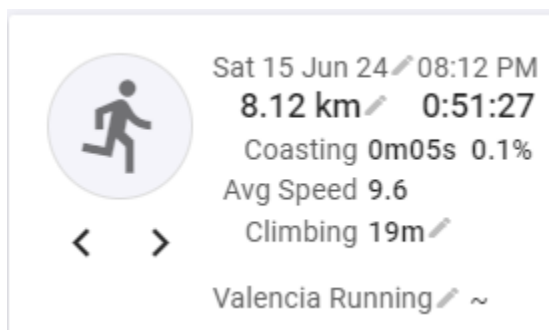 Sat 15 Jun 24 08:12 PM
8.12 km 0:51:27
Coasting 0m05s 0.1%
Avg Speed 9.6
Climbing 19m
Valencia Running ~